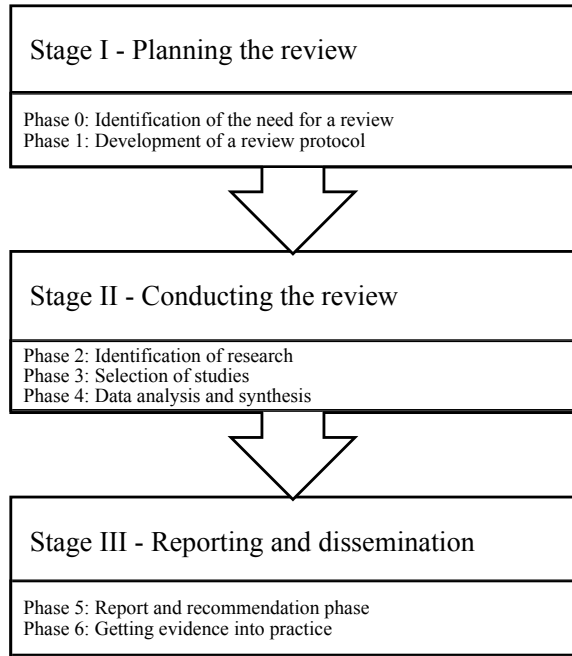 Stage I - Planning the review
Phase 0: Identification of the need for a review
Phase 1: Development of a review protocol
Stage II - Conducting the review
Phase 2: Identification of research
Phase 3: Selection of studies
Phase 4: Data analysis and synthesis
Stage III - Reporting and dissemination
Phase 5: Report and recommendation phase
Phase 6: Getting evidence into practice